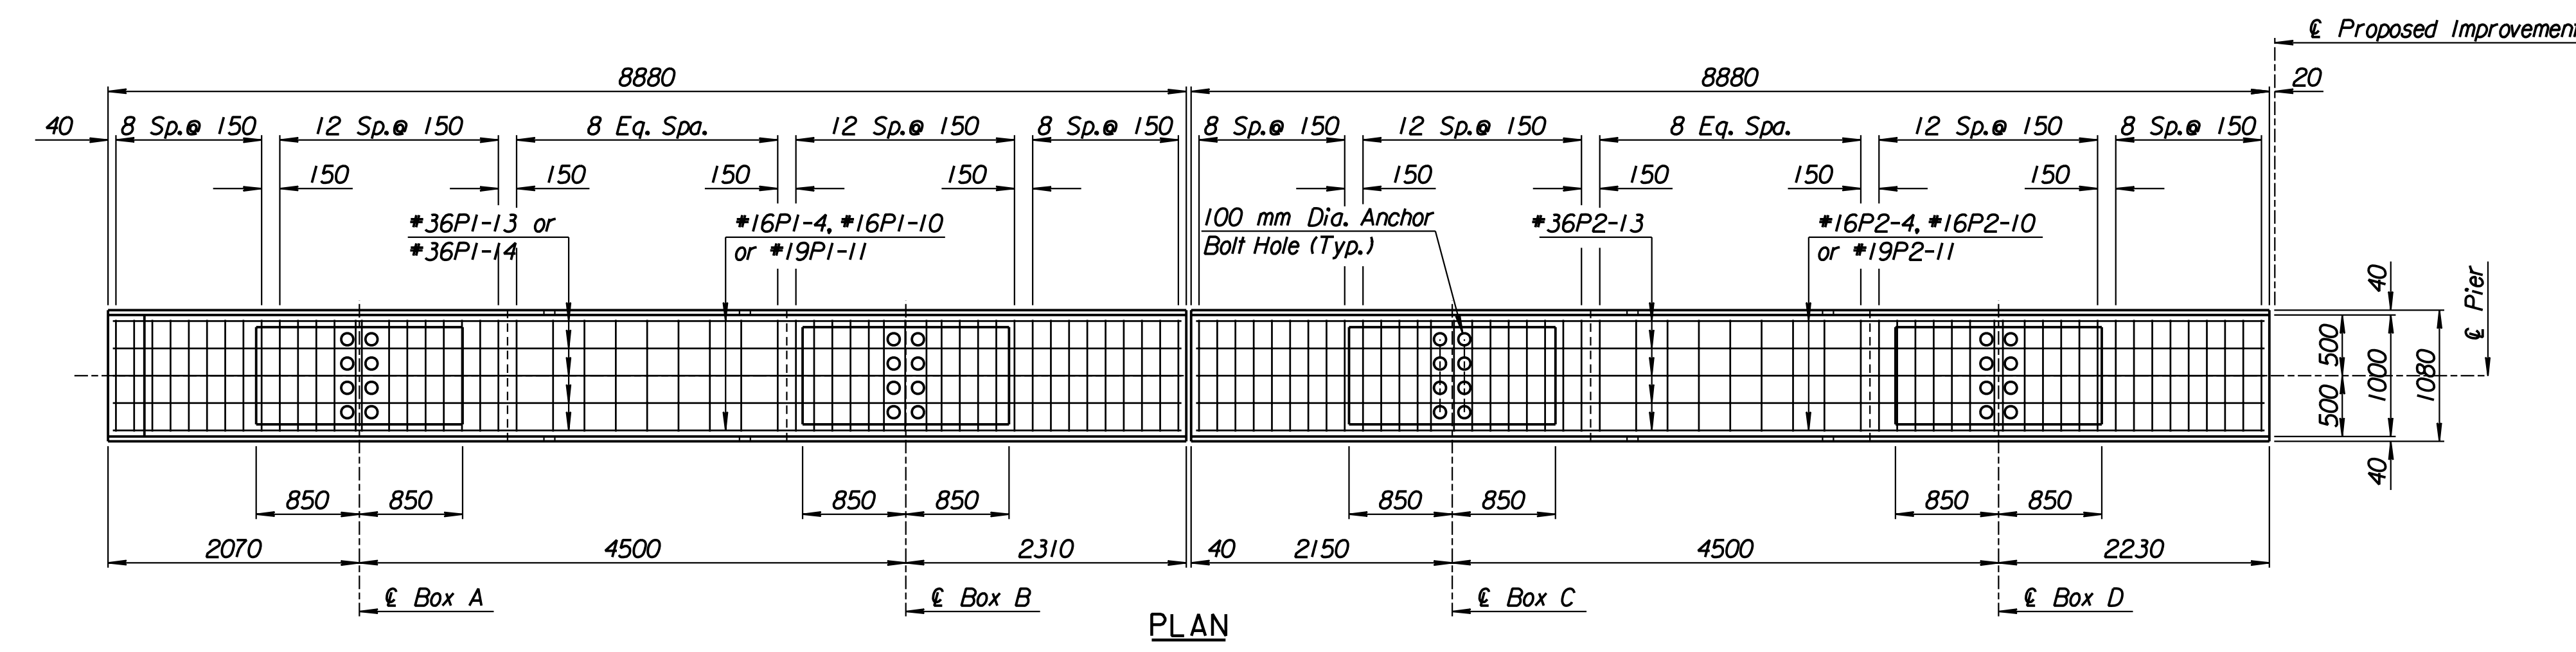 ℄ Proposed Improvement
8880
8880
20
40
8 Sp.@ 150
12 Sp.@ 150
8 Eq. Spa.
12 Sp.@ 150
8 Sp.@ 150
8 Sp.@ 150
12 Sp.@ 150
8 Eq. Spa.
12 Sp.@ 150
8 Sp.@ 150
150
150
150
150
150
150
150
150
#36P1-13 or
#36P1-14
#16P1-4, #16P1-10
or #19P1-11
100 mm Dia. Anchor
Bolt Hole (Typ.)
#36P2-13
#16P2-4, #16P2-10
or #19P2-11
40
℄ Pier
500
500
1000
1080
40
850
850
850
850
850
850
850
850
2070
4500
2310
40
2150
4500
2230
℄ Box A
℄ Box B
℄ Box C
℄ Box D
PLAN